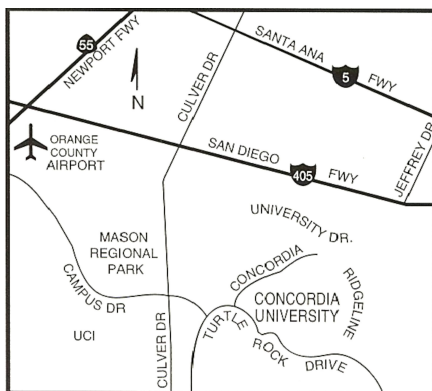 55
NEWPORT FWY
N
CULVER DR
SANTA ANA
5
FWY
ORANGE
COUNTY
AIRPORT
SAN DIEGO
405
FWY
JEFFREY DR
UNIVERSITY DR.
MASON
REGIONAL
PARK
CONCORDIA
CAMPUS DR
CONCORDIA
UNIVERSITY
RIDGELINE
UCI
CULVER DR
TURTLE ROCK DRIVE